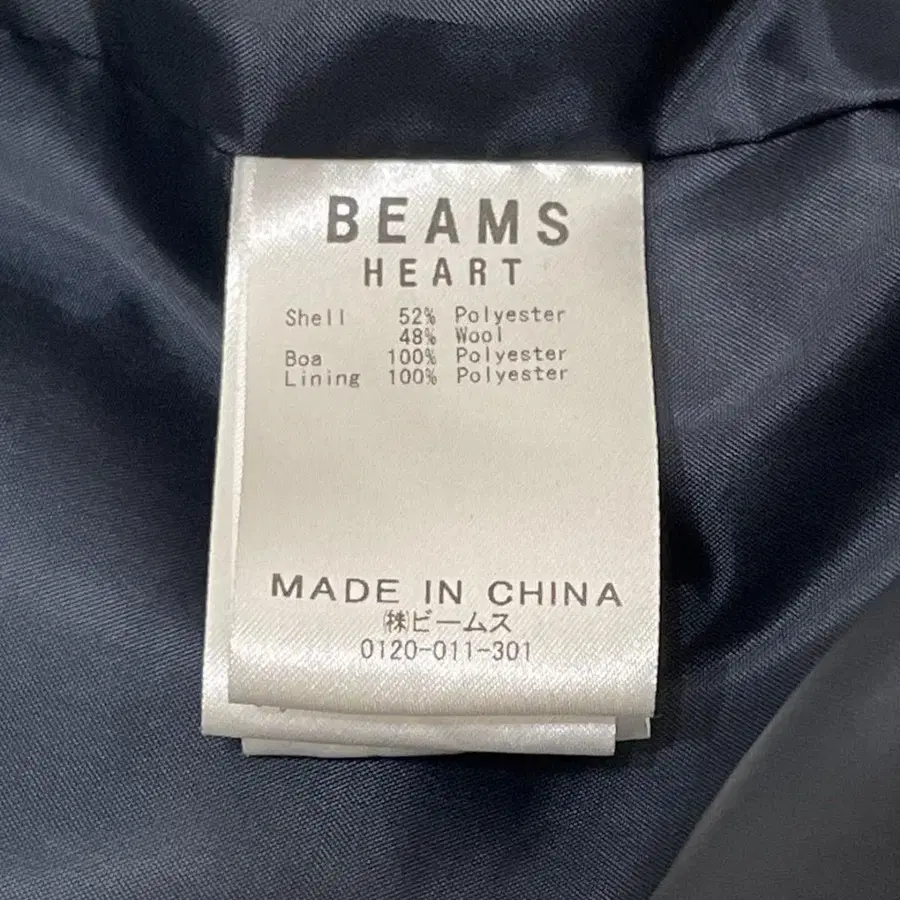 BEAMS
HEART
Shell 52% Polyester
48% Wool
Boa 100% Polyester
Lining 100% Polyester
MADE IN CHINA
㈱ビームス
0120-011-301